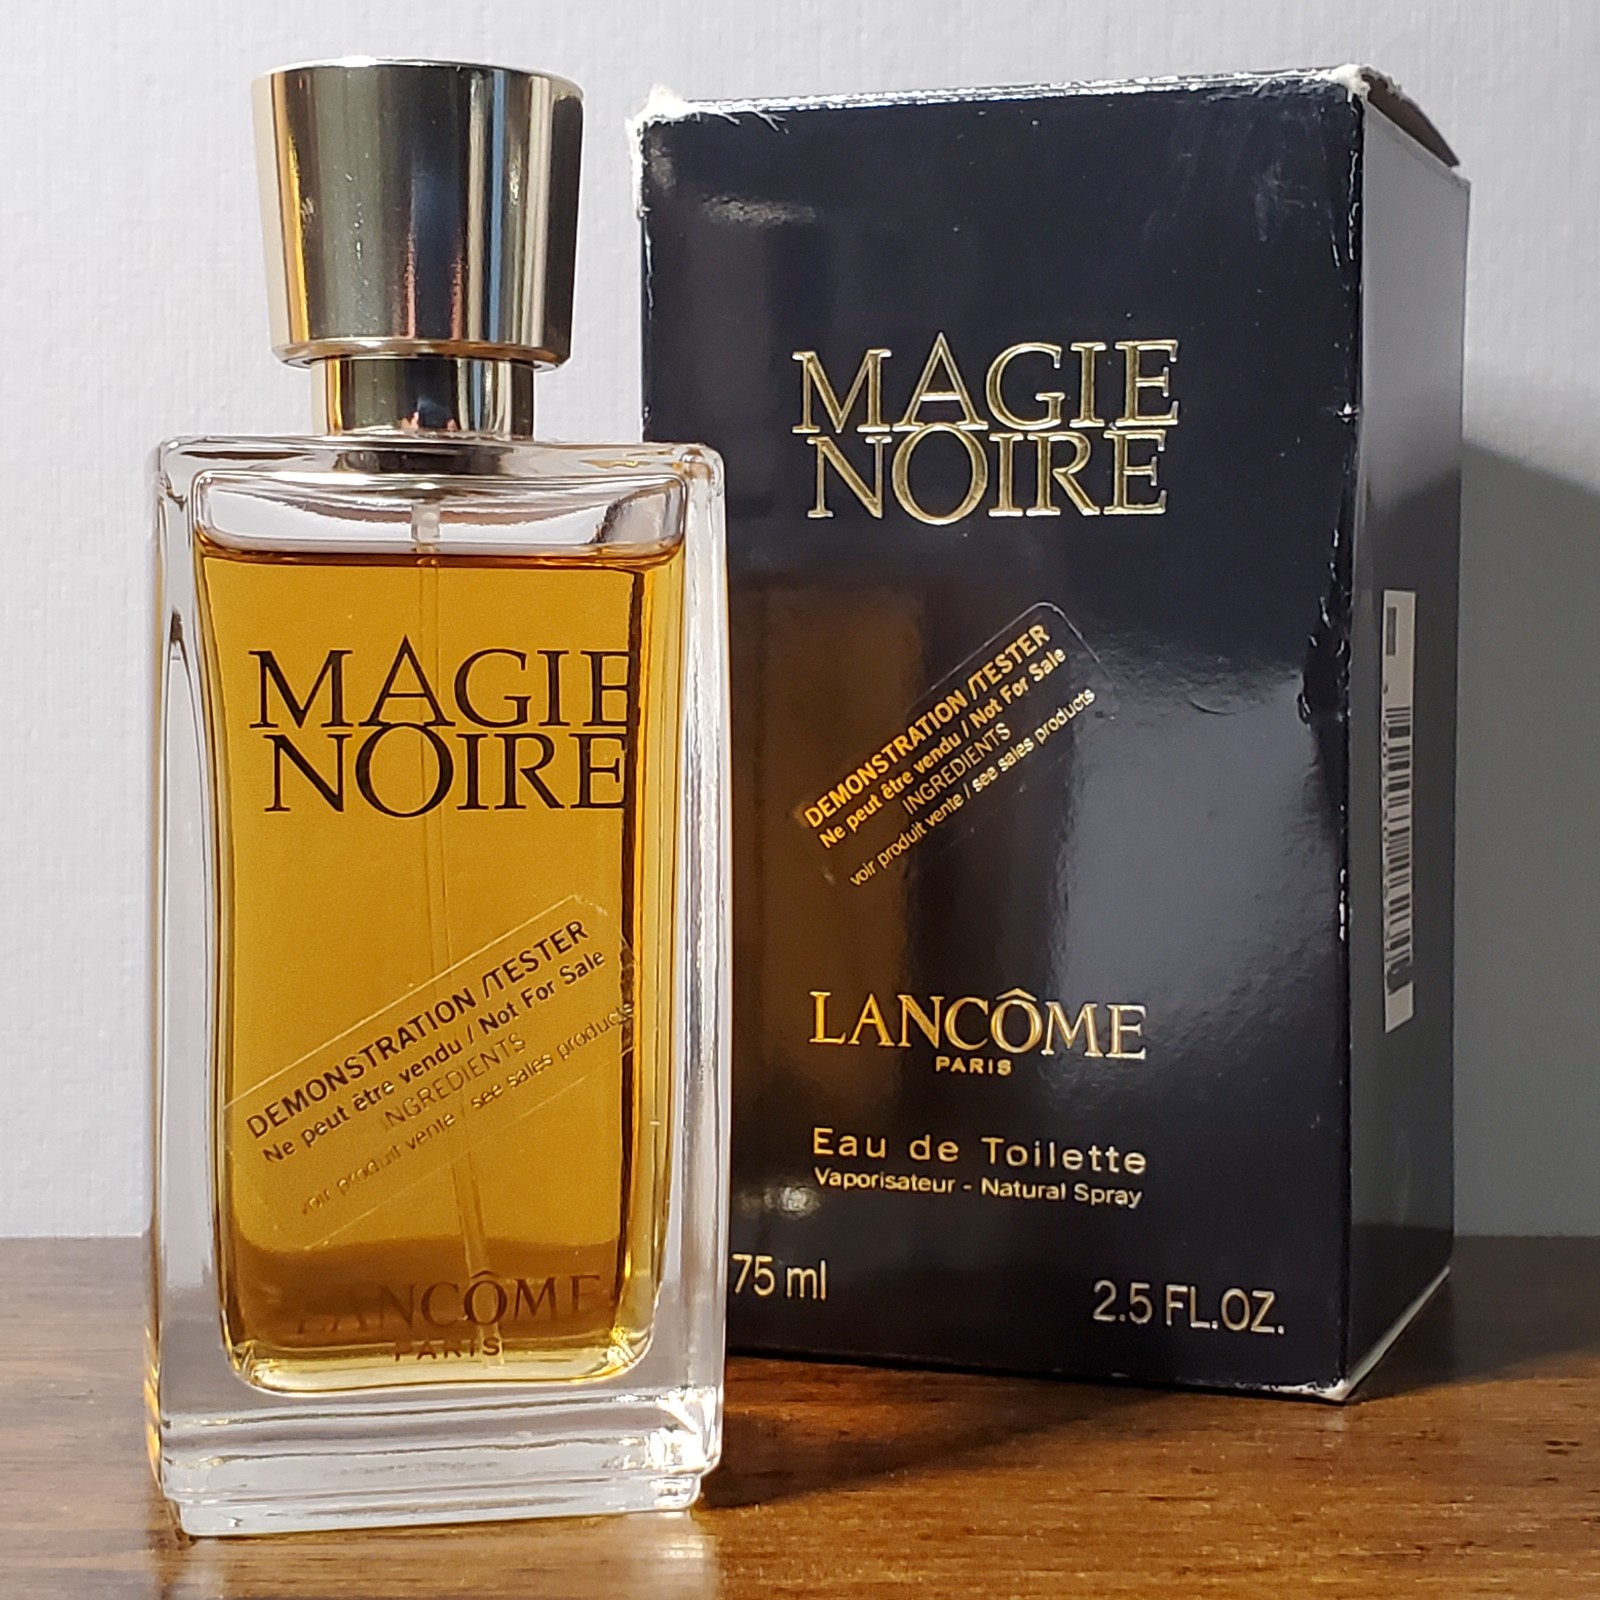 MAGIE
NOIRE
DEMONSTRATION /TESTER
Ne peut être vendu / Not For Sale
INGREDIENTS
voir produit vente / see sales products
LANCÔME
PARIS
MAGIE
NOIRE
DEMONSTRATION /TESTER
Ne peut être vendu / Not For Sale
INGREDIENTS
voir produit vente / see sales products
LANCÔME
PARIS
Eau de Toilette
Vaporisateur - Natural Spray
75 ml
2.5 FL.OZ.